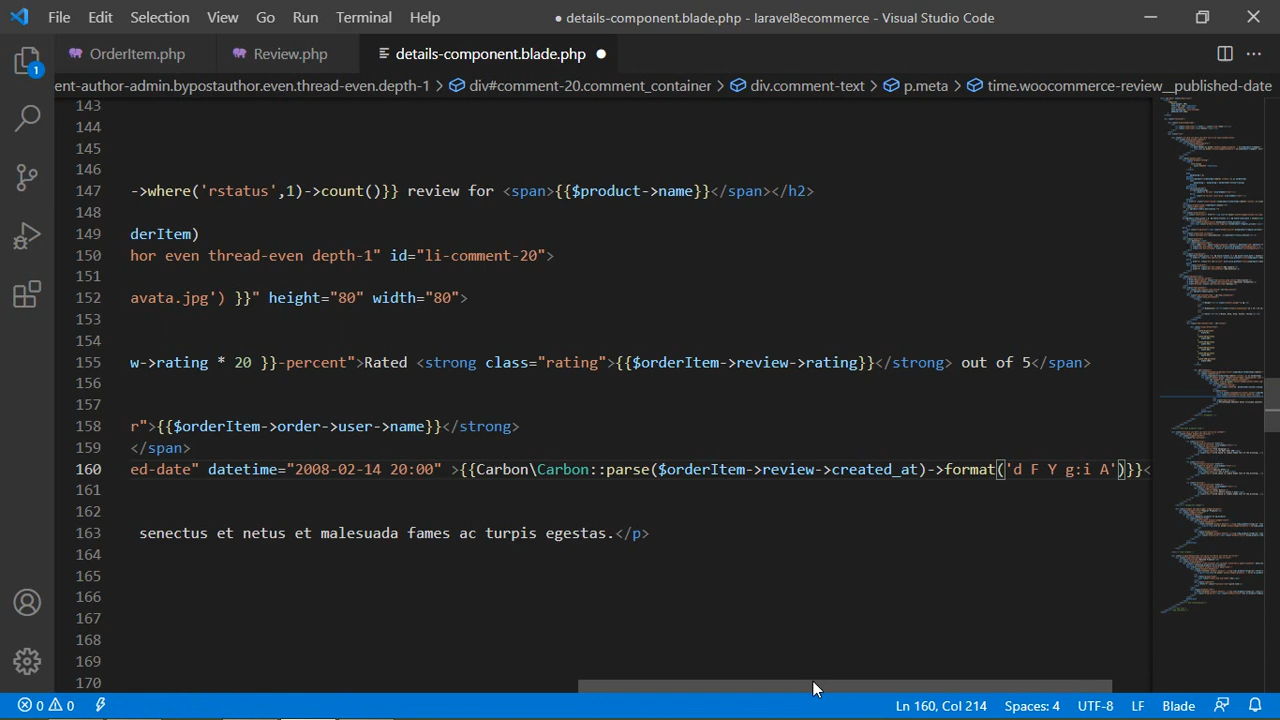 File Edit Selection View Go Run Terminal Help ● details-component.blade.php - laravel8ecommerce - Visual Studio Code
OrderItem.php Review.php details-component.blade.php
ent-author-admin.bypostauthor.even.thread-even.depth-1 > div#comment-20.comment_container > div.comment-text > p.meta > time.woocommerce-review__published-date
1
143
144
145
146
147 ->where('rstatus',1)->count()}} review for <span>{{$product->name}}</span></h2>
148
149 derItem)
150 hor even thread-even depth-1" id="li-comment-20">
151
152 avata.jpg') }}" height="80" width="80">
153
154
155 w->rating * 20 }}-percent">Rated <strong class="rating">{{$orderItem->review->rating}}</strong> out of 5</span>
156
157
158 r">{{$orderItem->order->user->name}}</strong>
159 </span>
160 ed-date" datetime="2008-02-14 20:00" >{{Carron\Carbon::parse($orderItem->review->created_at)->format('d F Y g:i A')}}<
161
162
163 senectus et netus et malesuada fames ac turpis egestas.</p>
164
165
166
167
168
169
170
0 0 Ln 160, Col 214 Spaces: 4 UTF-8 LF Blade